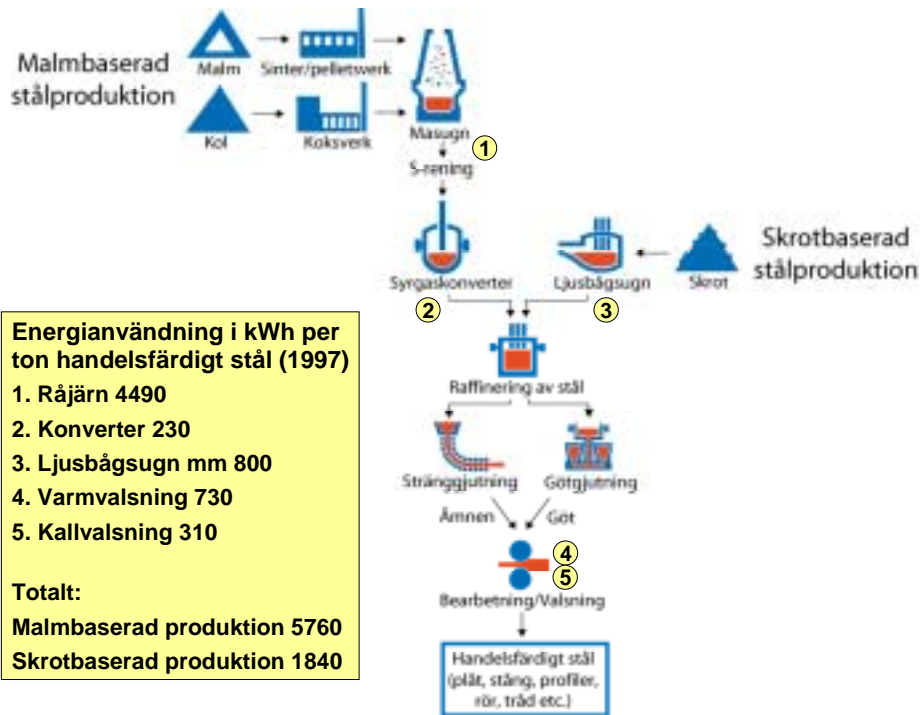 Malmbaserad
stålproduktion
Malm
Sinter/pelletsverk
Kol
Koksverk
Masugn
1
S-rening
Skrotbaserad
stålproduktion
Syrgaskonverter
Ljusbågsugn
Skrot
2
3
Energianvändning i kWh per
ton handelsfärdigt stål (1997)
1. Råjärn 4490
2. Konverter 230
3. Ljusbågsugn mm 800
4. Varmvalsning 730
5. Kallvalsning 310
Totalt:
Malmbaserad produktion 5760
Skrotbaserad produktion 1840
Raffinering av stål
Stränggjutning
Götgjutning
Ämnen
Göt
4
5
Bearbetning/Valsning
Handelsfärdigt stål
(plåt, stång, profiler,
rör, tråd etc.)